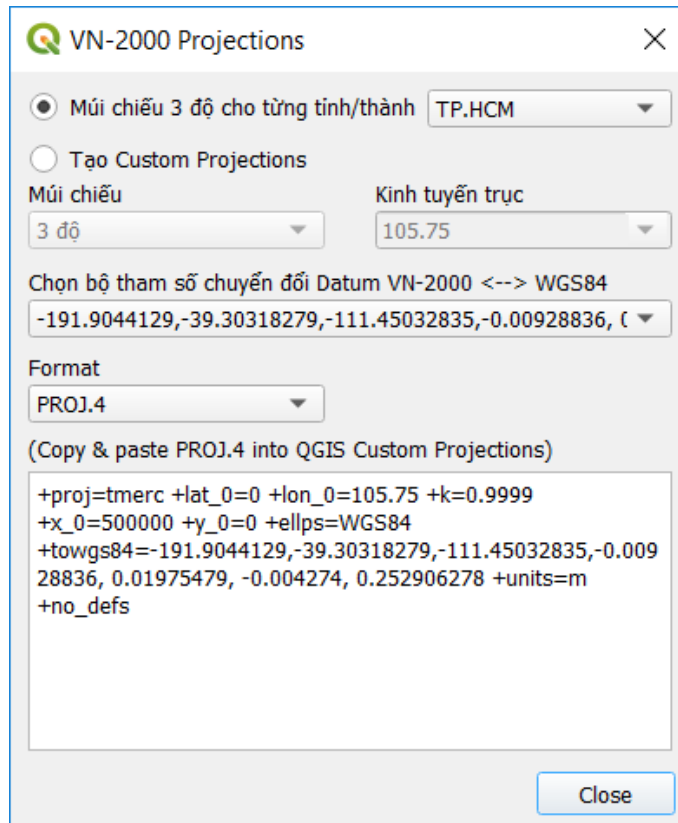 VN-2000 Projections
Múi chiếu 3 độ cho từng tỉnh/thành TP.HCM
Tạo Custom Projections
Múi chiếu Kinh tuyến trục
3 độ 105.75
Chọn bộ tham số chuyển đổi Datum VN-2000 <--> WGS84
-191.9044129,-39.30318279,-111.45032835,-0.00928836, (
Format
PROJ.4
(Copy & paste PROJ.4 into QGIS Custom Projections)
+proj=tmerc +lat_0=0 +lon_0=105.75 +k=0.9999
+x_0=500000 +y_0=0 +ellps=WGS84
+towgs84=-191.9044129,-39.30318279,-111.45032835,-0.009
28836, 0.01975479, -0.004274, 0.252906278 +units=m
+no_defs
Close